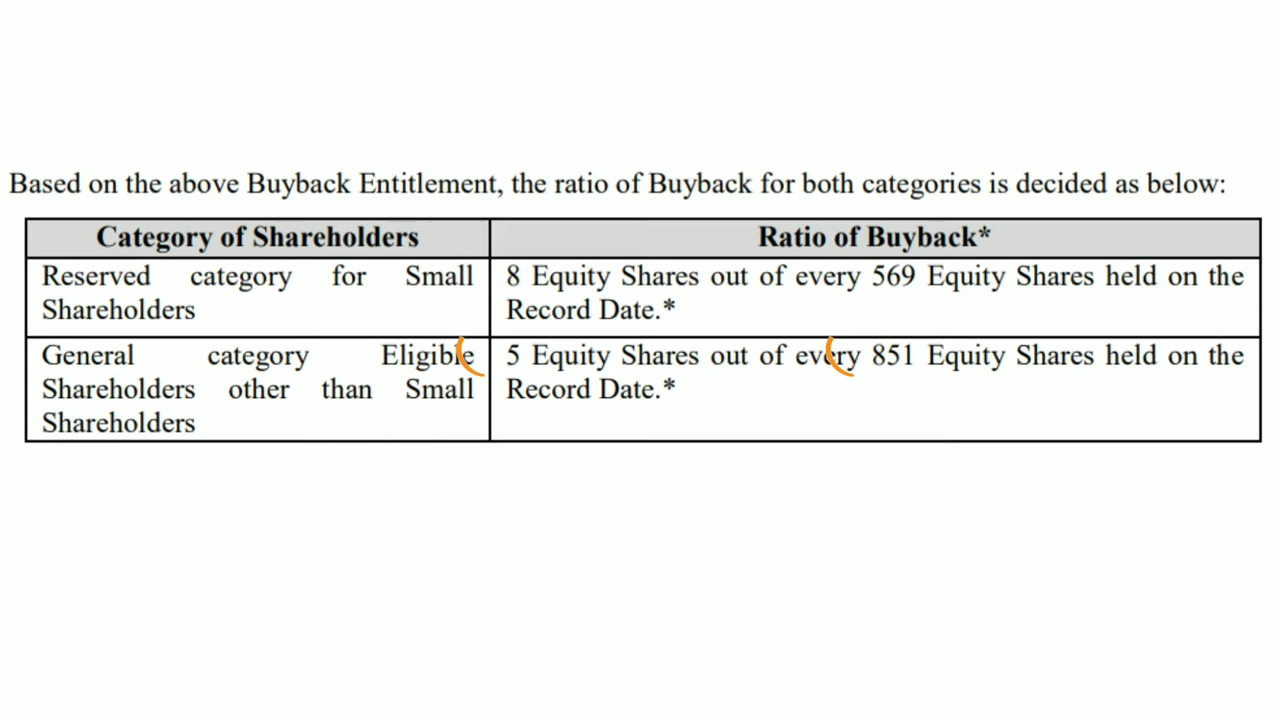 Based on the above Buyback Entitlement, the ratio of Buyback for both categories is decided as below:
Category of Shareholders
Ratio of Buyback*
Reserved category for Small
Shareholders
8 Equity Shares out of every 569 Equity Shares held on the
Record Date.*
General category Eligible
Shareholders other than Small
Shareholders
5 Equity Shares out of every 851 Equity Shares held on the
Record Date.*